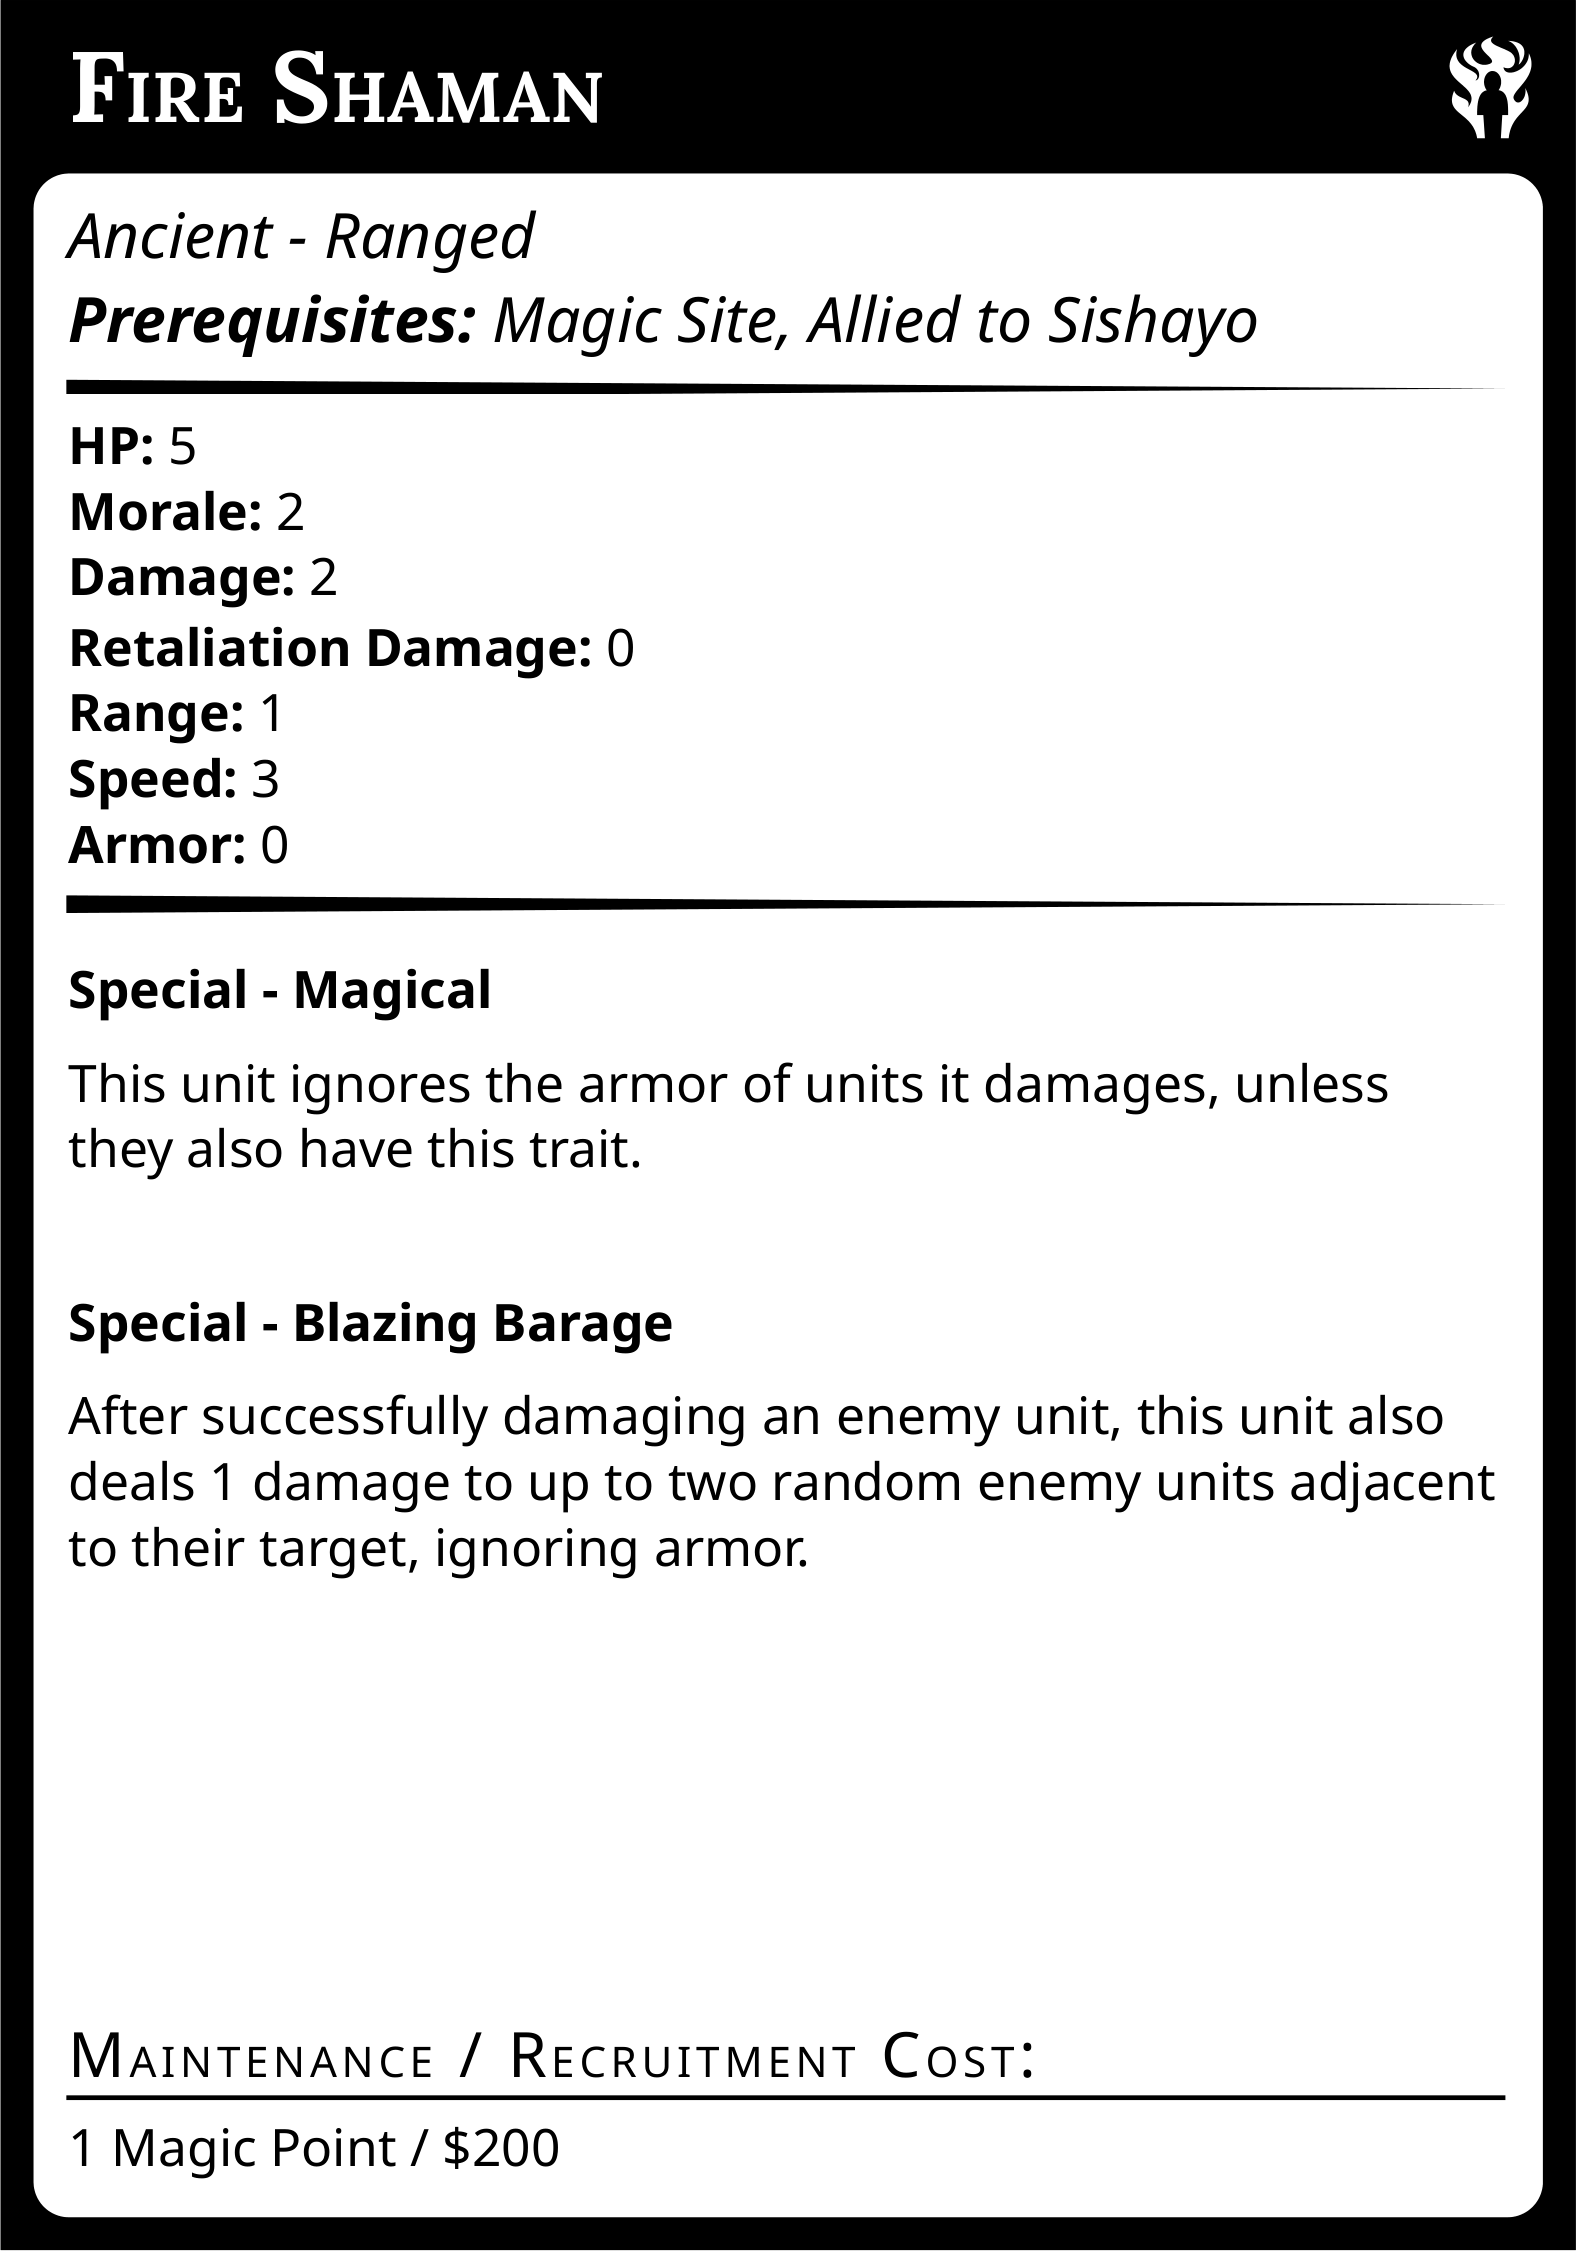 Fire Shaman
Ancient - Ranged
Prerequisites: Magic Site, Allied to Sishayo
HP: 5
Morale: 2
Damage: 2
Retaliation Damage: 0
Range: 1
Speed: 3
Armor: 0
Special - Magical
This unit ignores the armor of units it damages, unless
they also have this trait.
Special - Blazing Barage
After successfully damaging an enemy unit, this unit also
deals 1 damage to up to two random enemy units adjacent
to their target, ignoring armor.
Maintenance / Recruitment Cost:
1 Magic Point / $200